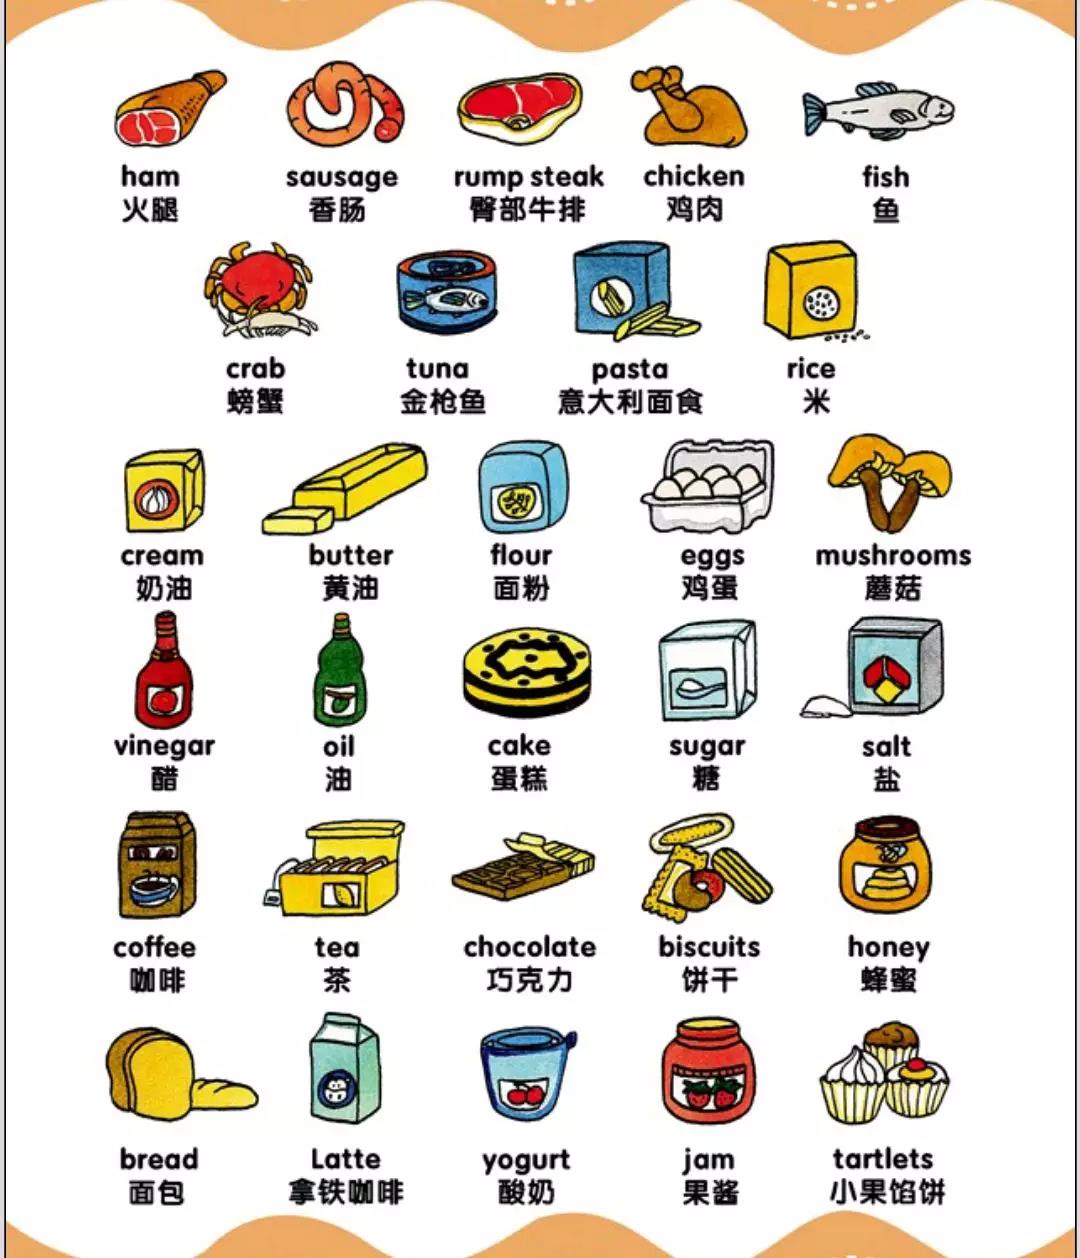 ham sausage rump steak chicken fish
火腿 香肠 臀部牛排 鸡肉 鱼
crab tuna pasta rice
螃蟹 金枪鱼 意大利面食 米
cream butter flour eggs mushrooms
奶油 黄油 面粉 鸡蛋 蘑菇
vinegar oil cake sugar salt
醋 油 蛋糕 糖 盐
coffee tea chocolate biscuits honey
咖啡 茶 巧克力 饼干 蜂蜜
bread Latte yogurt jam tartlets
面包 拿铁咖啡 酸奶 果酱 小果馅饼